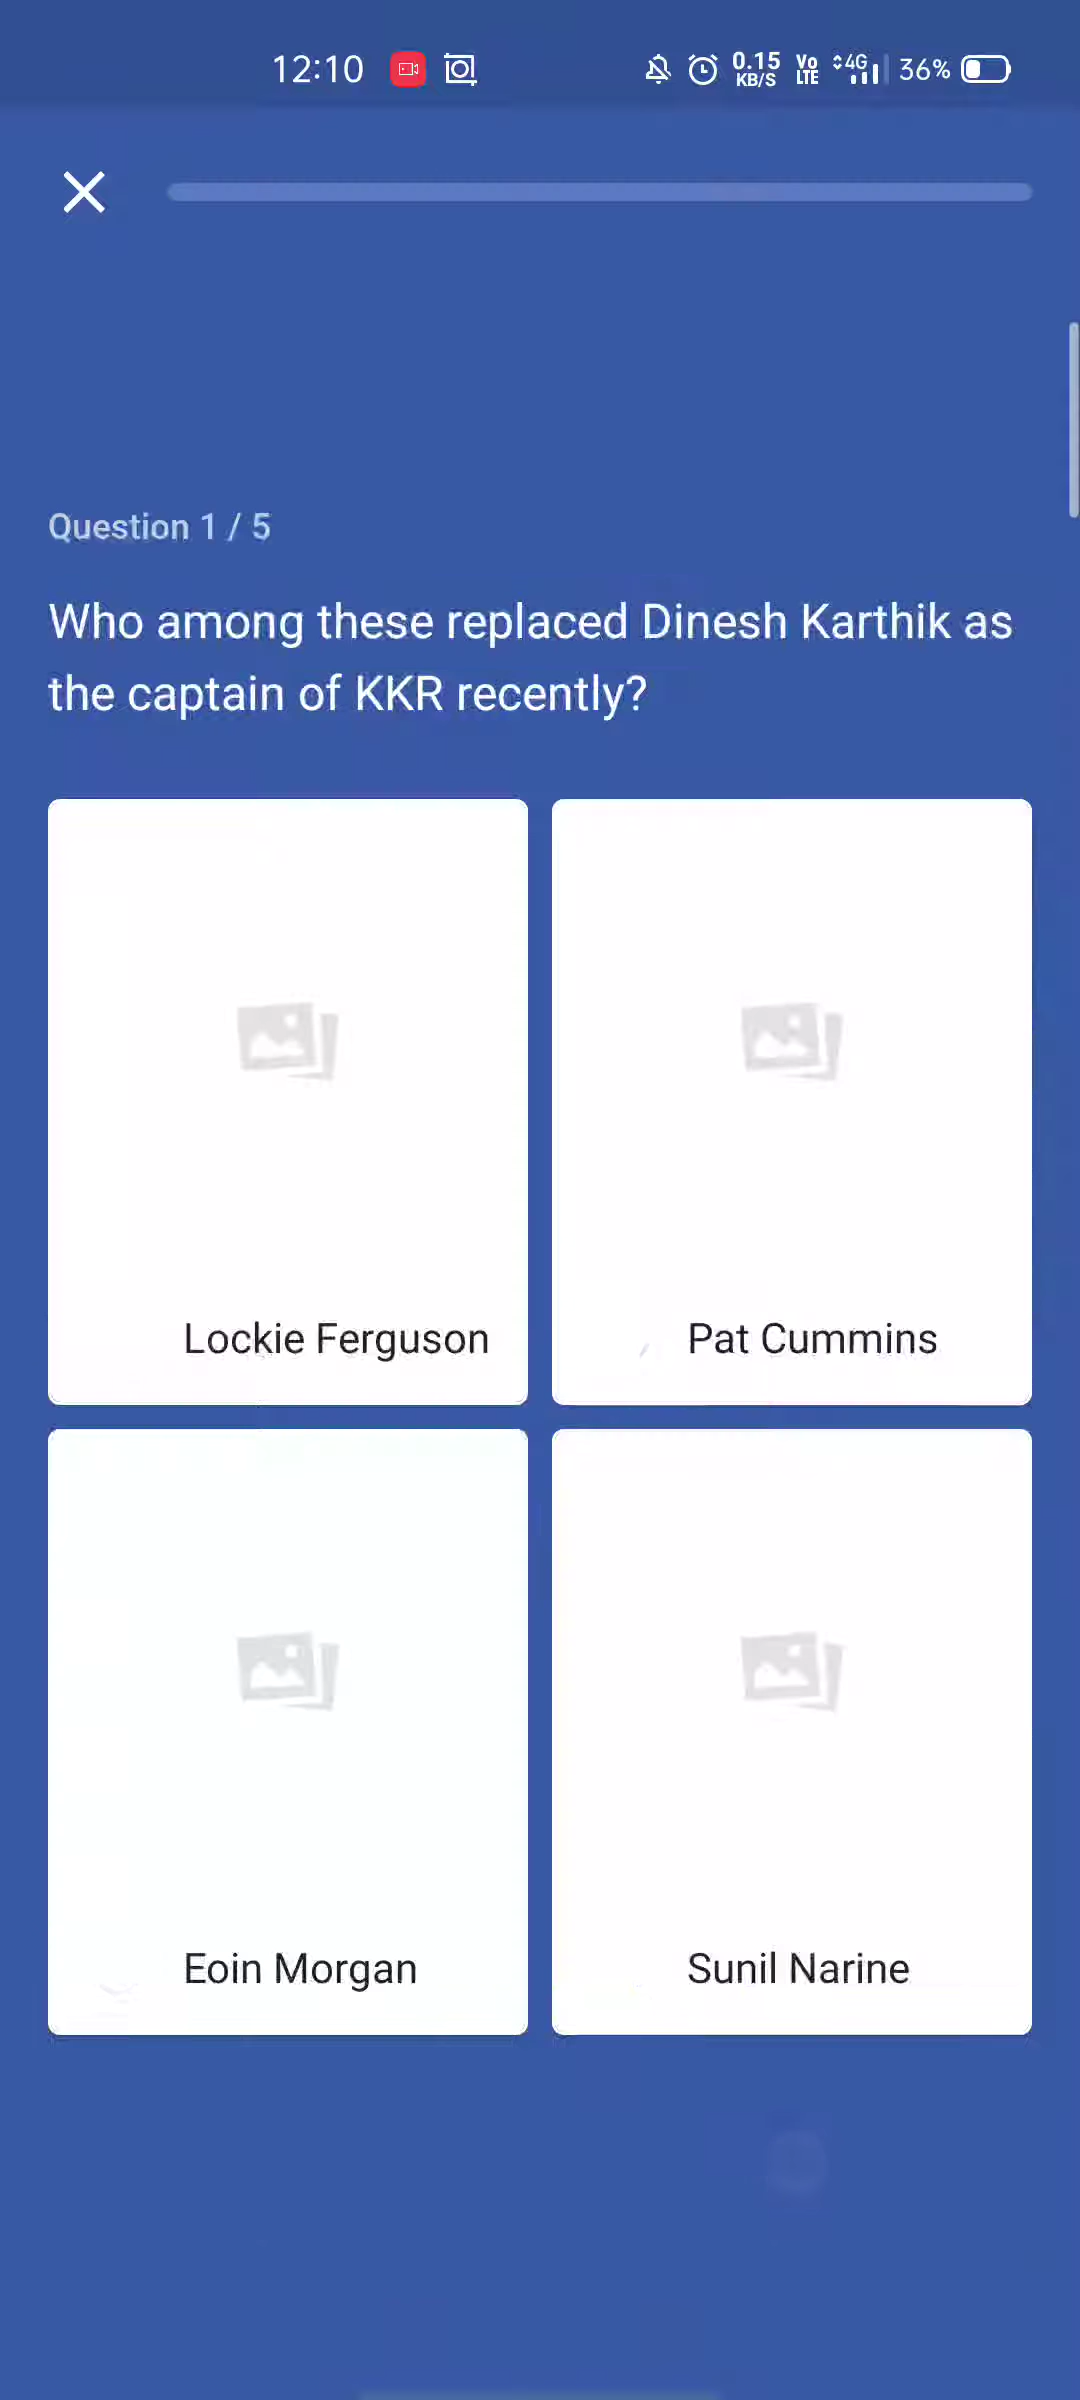 12:10 0.15 KB/S Vo LTE 4G 36%
Question 1 / 5
Who among these replaced Dinesh Karthik as
the captain of KKR recently?
Lockie Ferguson
Pat Cummins
Eoin Morgan
Sunil Narine